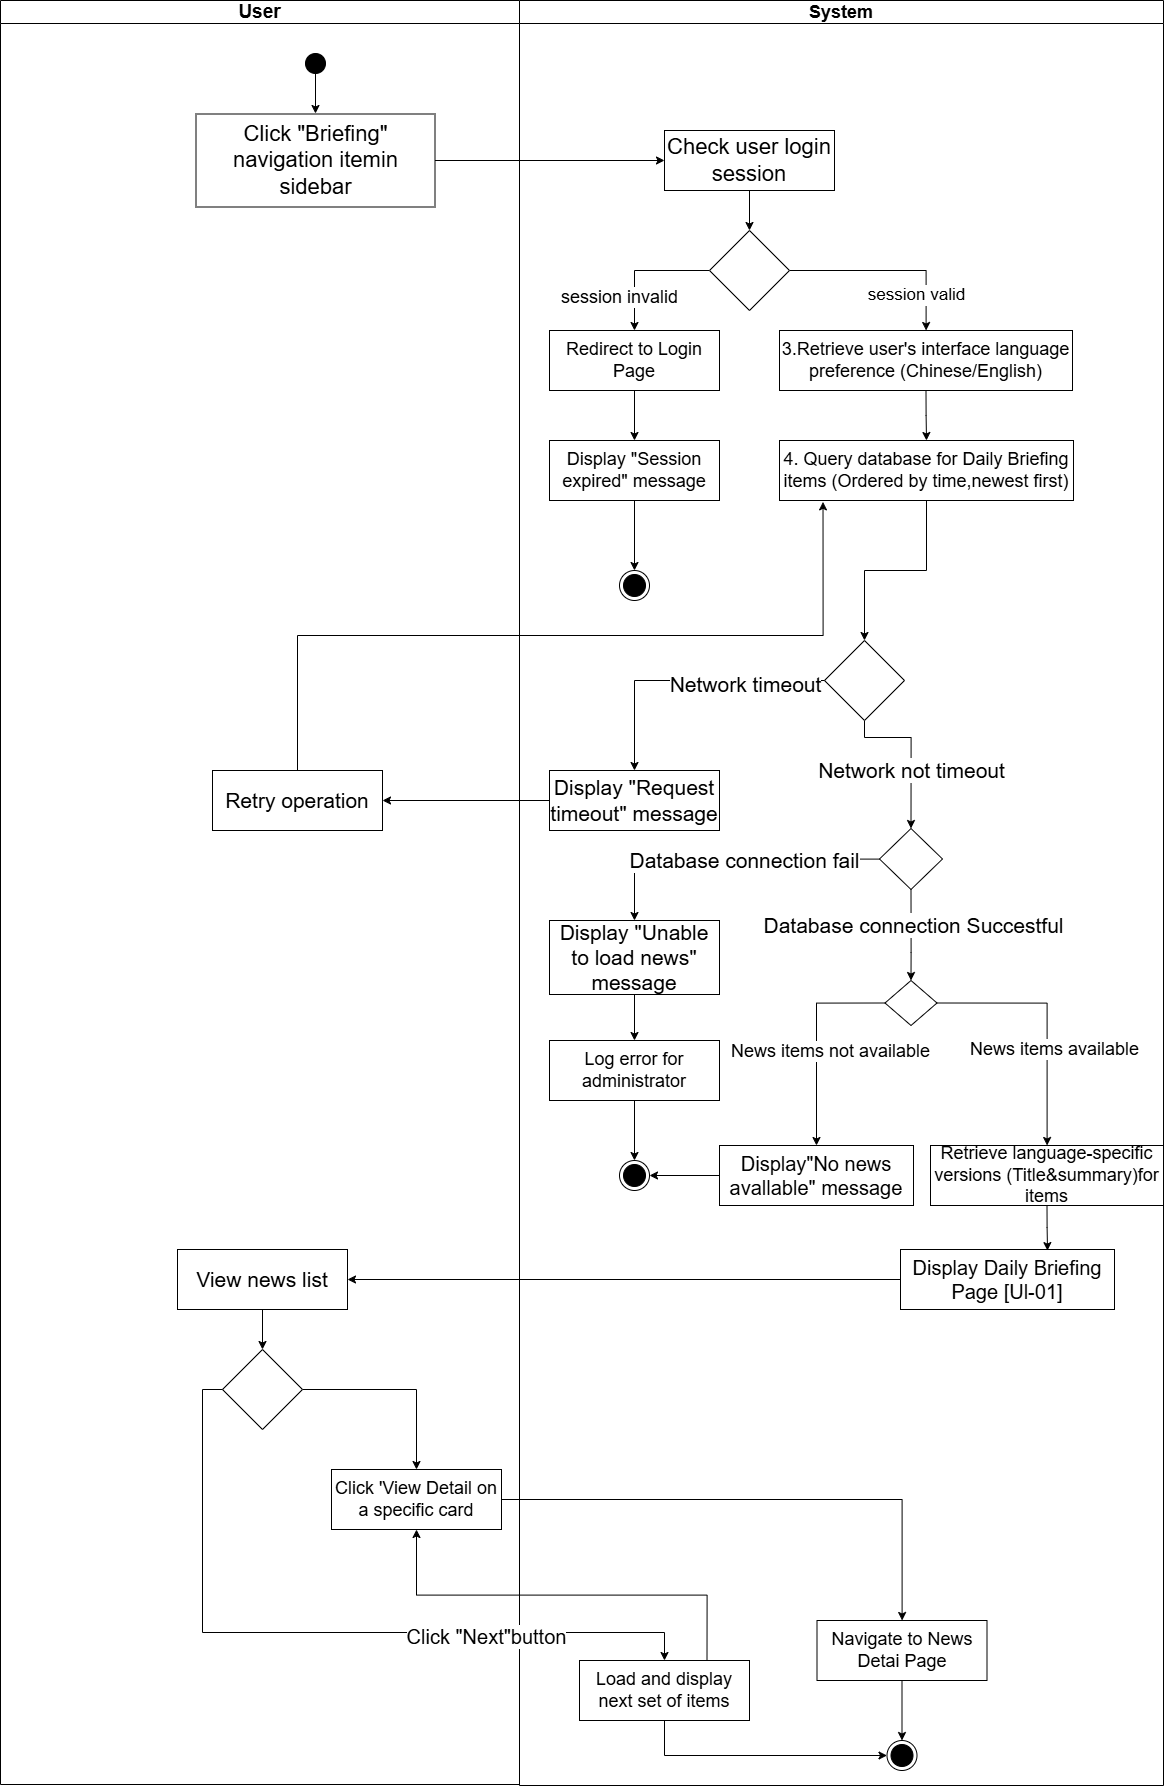 User
System
Click "Briefing"
navigation itemin
sidebar
Check user login
session
session invalid
session valid
Redirect to Login
Page
3.Retrieve user's interface language
preference (Chinese/English)
Display "Session
expired" message
4. Query database for Daily Briefing
items (Ordered by time,newest first)
Network timeout
Network not timeout
Retry operation
Display "Request
timeout" message
Database connection fail
Display "Unable
to load news"
message
Database connection Succestful
Log error for
administrator
News items not available
News items available
Display"No news
avallable" message
Retrieve language-specific
versions (Title&summary)for
items
View news list
Display Daily Briefing
Page [UI-01]
Click 'View Detail on
a specific card
Click "Next"button
Load and display
next set of items
Navigate to News
Detai Page